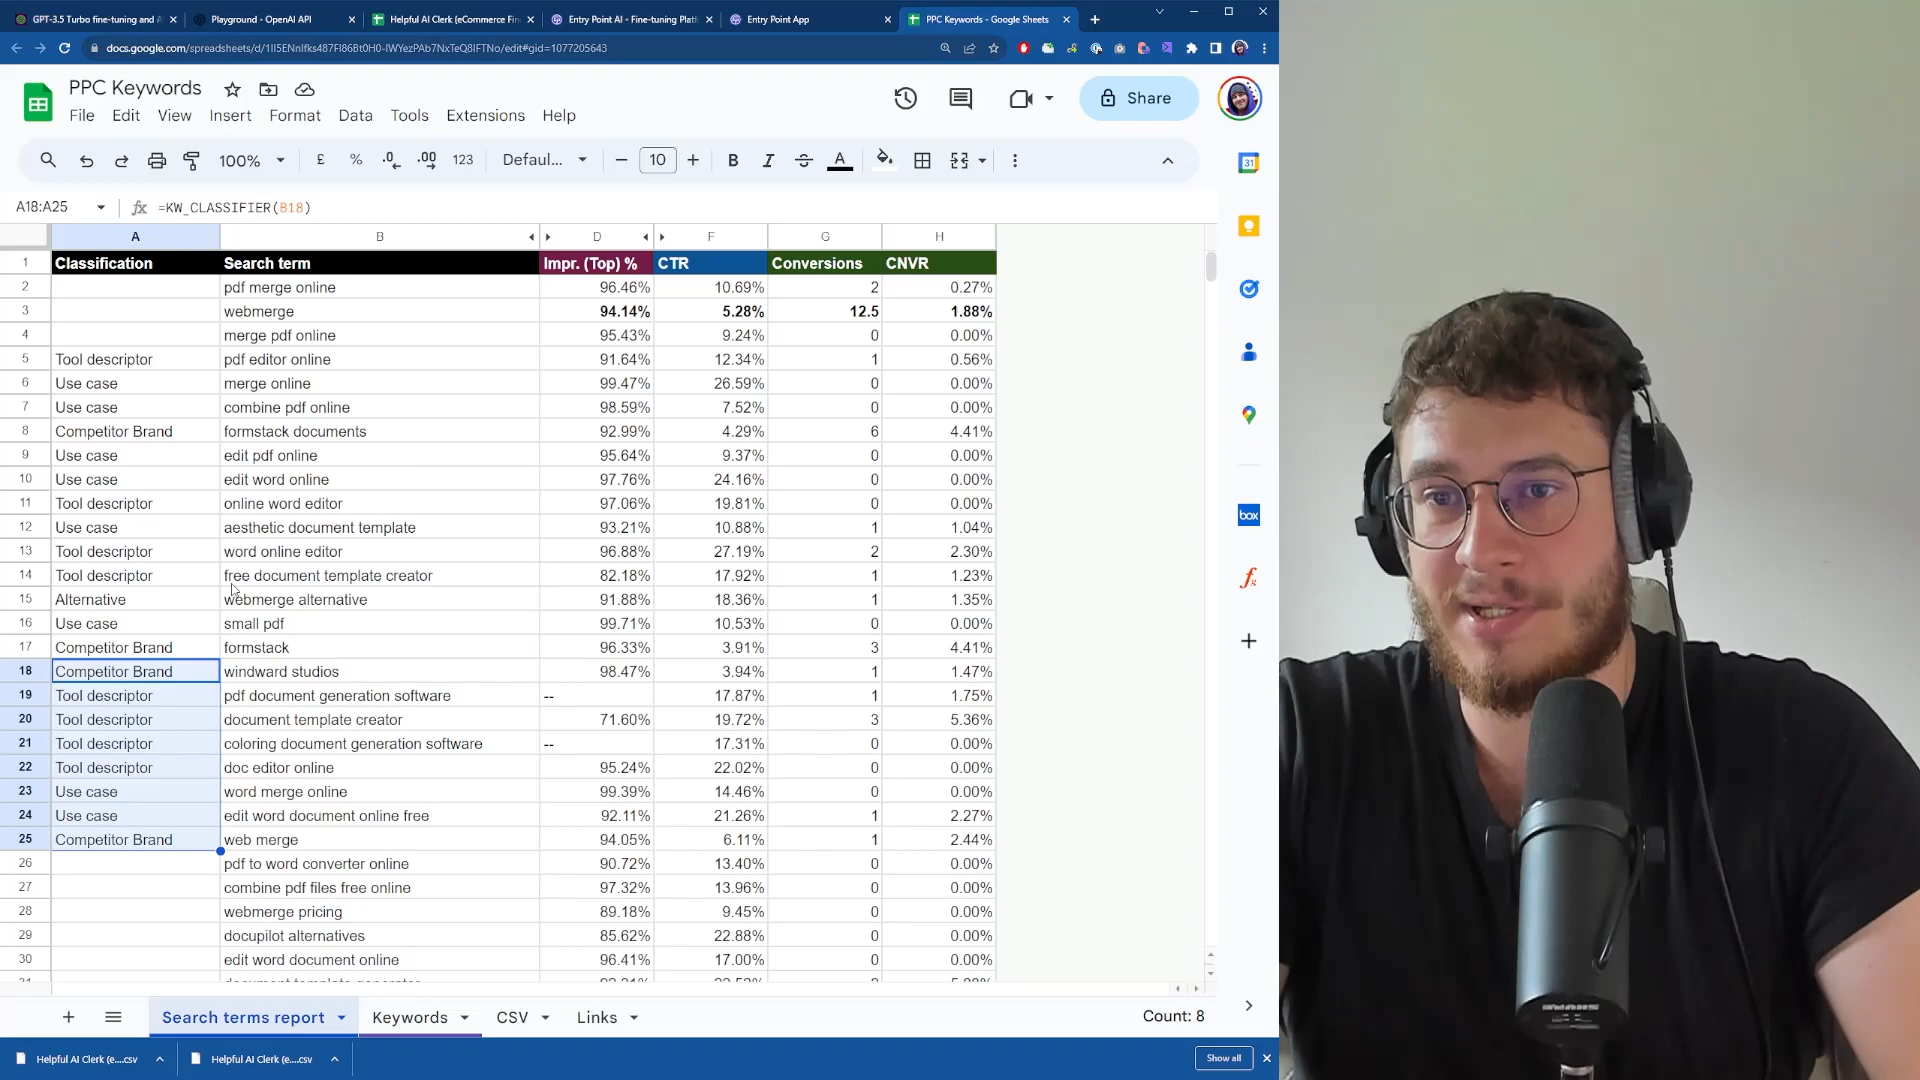 GPT-3.5 Turbo fine-tuning and A
Playground - OpenAI API
Helpful AI Clerk (eCommerce Fin
Entry Point AI - Fine-tuning Platf
Entry Point App
PPC Keywords - Google Sheets
PPC Keywords
File Edit View Insert Format Data Tools Extensions Help
Share
100% £ % .0 .00 123 Defaul... 10 B I A
A18:A25 fx =KW_CLASSIFIER(B18)
A B D F G H
1 Classification Search term Impr. (Top) % CTR Conversions CNVR
2 pdf merge online 96.46% 10.69% 2 0.27%
3 webmerge 94.14% 5.28% 12.5 1.88%
4 merge pdf online 95.43% 9.24% 0 0.00%
5 Tool descriptor pdf editor online 91.64% 12.34% 1 0.56%
6 Use case merge online 99.47% 26.59% 0 0.00%
7 Use case combine pdf online 98.59% 7.52% 0 0.00%
8 Competitor Brand formstack documents 92.99% 4.29% 6 4.41%
9 Use case edit pdf online 95.64% 9.37% 0 0.00%
10 Use case edit word online 97.76% 24.16% 0 0.00%
11 Tool descriptor online word editor 97.06% 19.81% 0 0.00%
12 Use case aesthetic document template 93.21% 10.88% 1 1.04%
13 Tool descriptor word online editor 96.88% 27.19% 2 2.30%
14 Tool descriptor free document template creator 82.18% 17.92% 1 1.23%
15 Alternative webmerge alternative 91.88% 18.36% 1 1.35%
16 Use case small pdf 99.71% 10.53% 0 0.00%
17 Competitor Brand formstack 96.33% 3.91% 3 4.41%
18 Competitor Brand windward studios 98.47% 3.94% 1 1.47%
19 Tool descriptor pdf document generation software -- 17.87% 1 1.75%
20 Tool descriptor document template creator 71.60% 19.72% 3 5.36%
21 Tool descriptor coloring document generation software -- 17.31% 0 0.00%
22 Tool descriptor doc editor online 95.24% 22.02% 0 0.00%
23 Use case word merge online 99.39% 14.46% 0 0.00%
24 Use case edit word document online free 92.11% 21.26% 1 2.27%
25 Competitor Brand web merge 94.05% 6.11% 1 2.44%
26 pdf to word converter online 90.72% 13.40% 0 0.00%
27 combine pdf files free online 97.32% 13.96% 0 0.00%
28 webmerge pricing 89.18% 9.45% 0 0.00%
29 docupilot alternatives 85.62% 22.88% 0 0.00%
30 edit word document online 96.41% 17.00% 0 0.00%
31
31
box
Search terms report Keywords CSV Links Count: 8
Helpful AI Clerk (e....csv Helpful AI Clerk (e....csv Show all